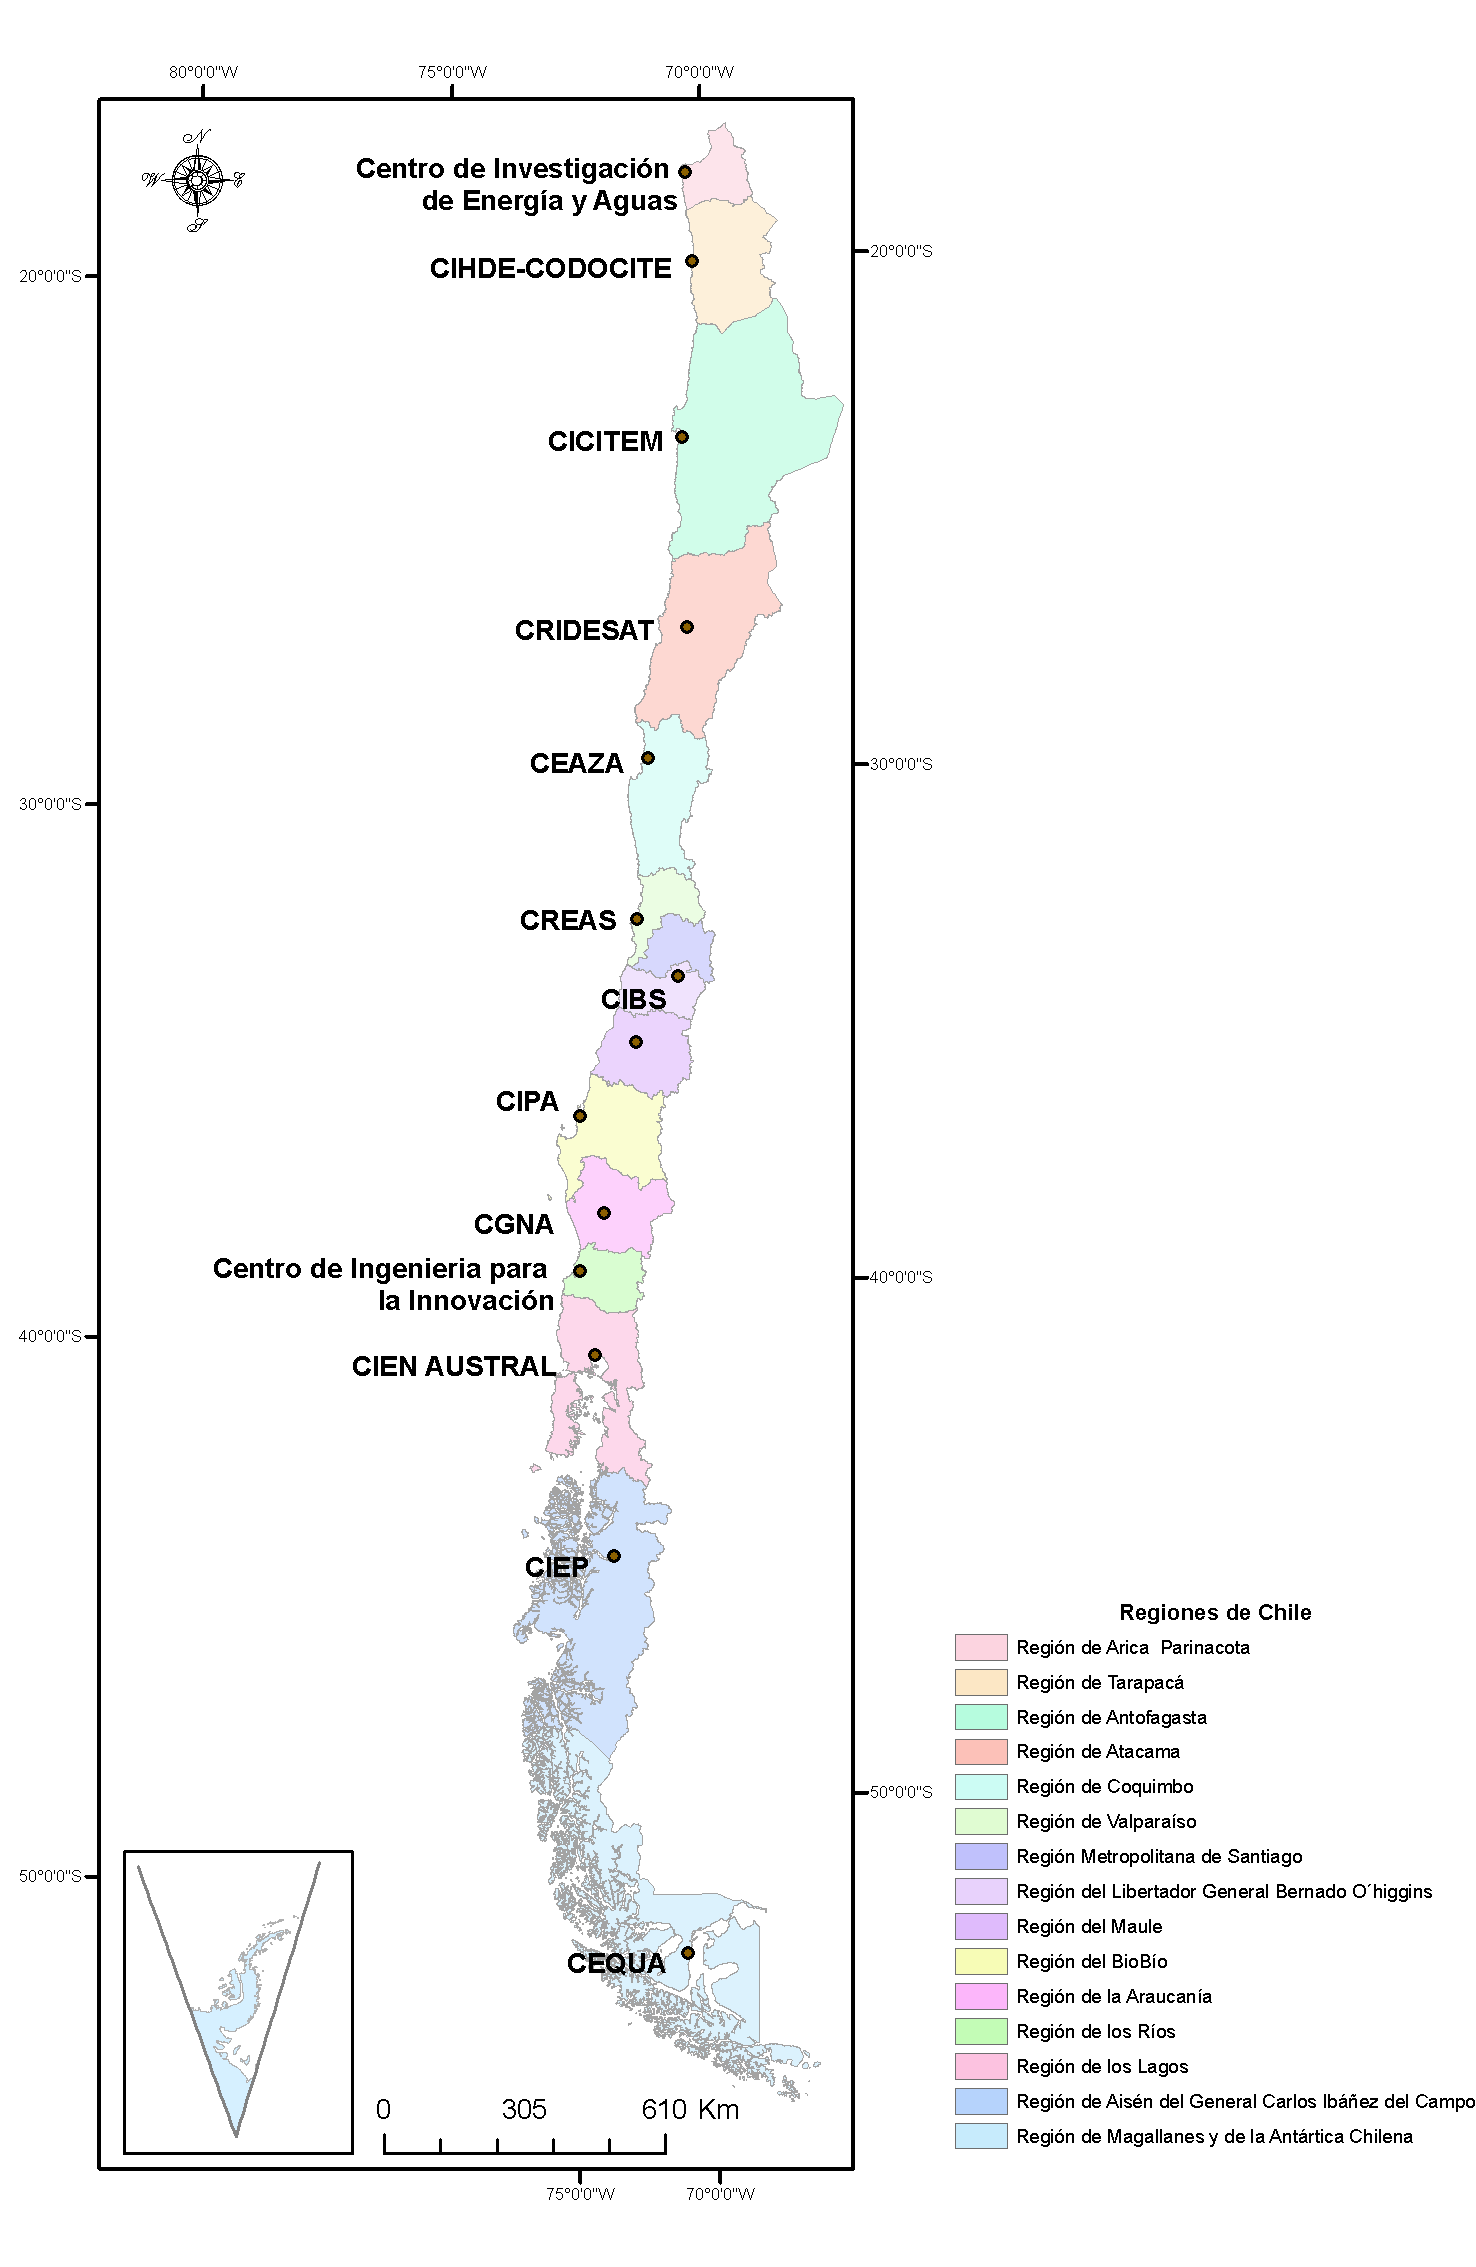 80°0'0"W
75°0'0"W
70°0'0"W
N
W
E
S
Centro de Investigación
de Energía y Aguas
20°0'0"S
CIHDE-CODOCITE
20°0'0"S
CICITEM
CRIDESAT
CEAZA
30°0'0"S
30°0'0"S
CREAS
CIBS
CIPA
CGNA
Centro de Ingenieria para
la Innovación
40°0'0"S
40°0'0"S
CIEN AUSTRAL
CIEP
50°0'0"S
50°0'0"S
CEQUA
0 305 610 Km
75°0'0"W
70°0'0"W
Regiones de Chile
Región de Arica  Parinacota
Región de Tarapacá
Región de Antofagasta
Región de Atacama
Región de Coquimbo
Región de Valparaíso
Región Metropolitana de Santiago
Región del Libertador General Bernado O´higgins
Región del Maule
Región del BioBío
Región de la Araucanía
Región de los Ríos
Región de los Lagos
Región de Aisén del General Carlos Ibáñez del Campo
Región de Magallanes y de la Antártica Chilena